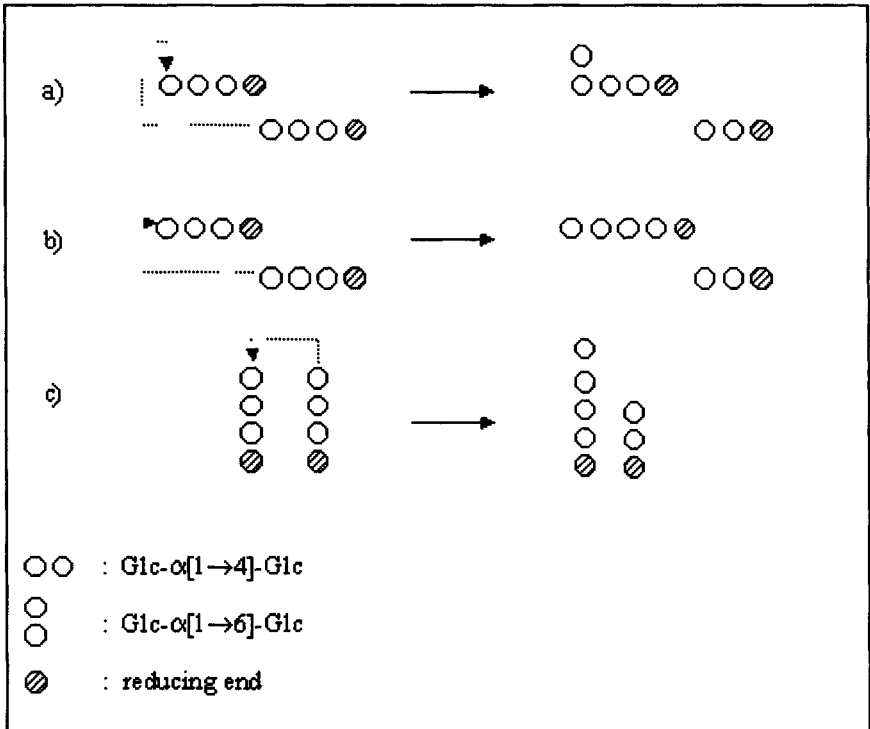 a)
b)
c)
: Glc-α[1→4]-Glc
: Glc-α[1→6]-Glc
: reducing end